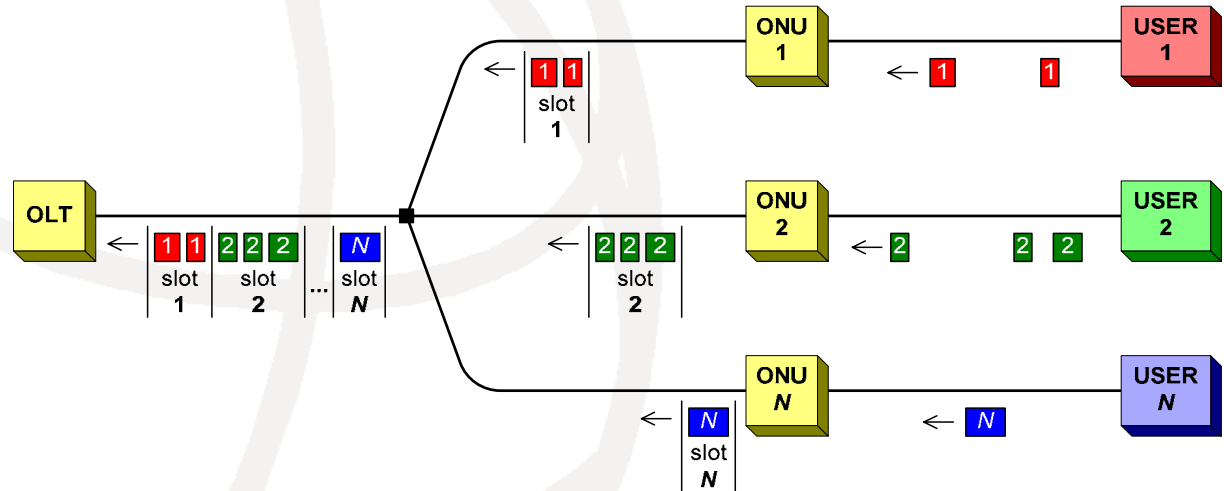 ONU
1
USER
1
1 1
1
1
slot
1
OLT
ONU
2
USER
2
1 1 2 2 2 N
2 2 2
2
2 2
slot slot ... slot
1 2 N
slot
2
ONU
N
USER
N
N
N
slot
N